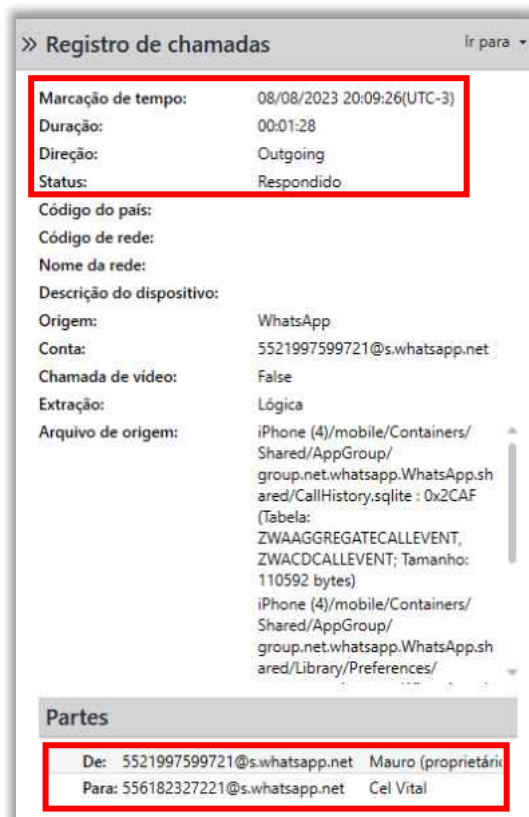 » Registro de chamadas Ir para
Marcação de tempo: 08/08/2023 20:09:26(UTC-3)
Duração: 00:01:28
Direção: Outgoing
Status: Respondido
Código do país:
Código de rede:
Nome da rede:
Descrição do dispositivo:
Origem: WhatsApp
Conta: 5521997599721@s.whatsapp.net
Chamada de vídeo: False
Extração: Lógica
Arquivo de origem: iPhone (4)/mobile/Containers/
Shared/AppGroup/
group.net.whatsapp.WhatsApp.sh
ared/CallHistory.sqlite : 0x2CAF
(Tabela:
ZWAAGGREGATECALLEVENT,
ZWACDCALLEVENT; Tamanho:
110592 bytes)
iPhone (4)/mobile/Containers/
Shared/AppGroup/
group.net.whatsapp.WhatsApp.sh
ared/Library/Preferences/
Partes
De: 5521997599721@s.whatsapp.net Mauro (proprietário
Para: 556182327221@s.whatsapp.net Cel Vital